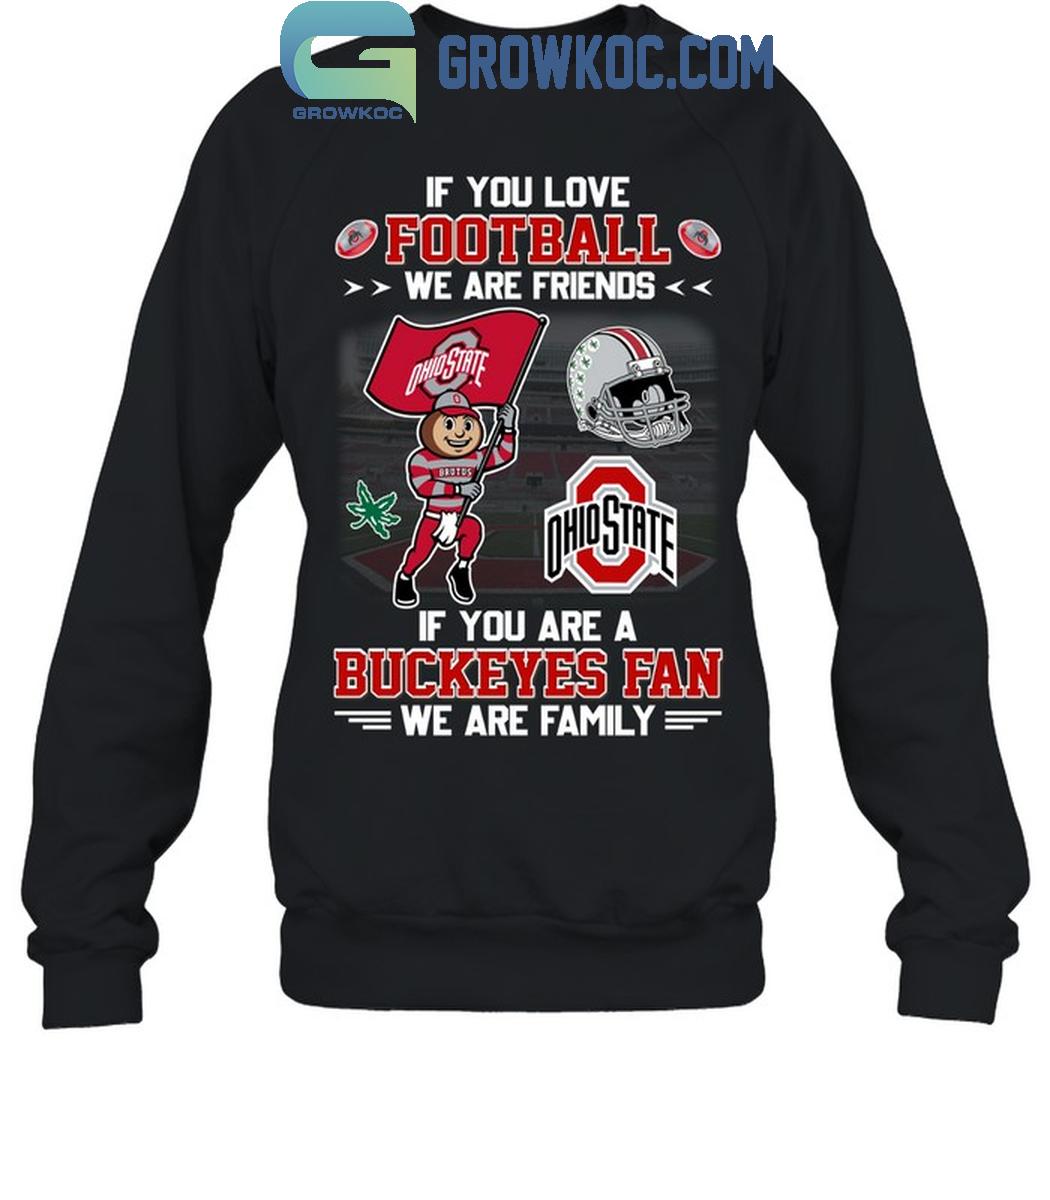 GROWKOC.COM
GROWKOC
IF YOU LOVE
FOOTBALL
WE ARE FRIENDS
OHIO STATE
BRUTUS
OHIO STATE
IF YOU ARE A
BUCKEYES FAN
WE ARE FAMILY